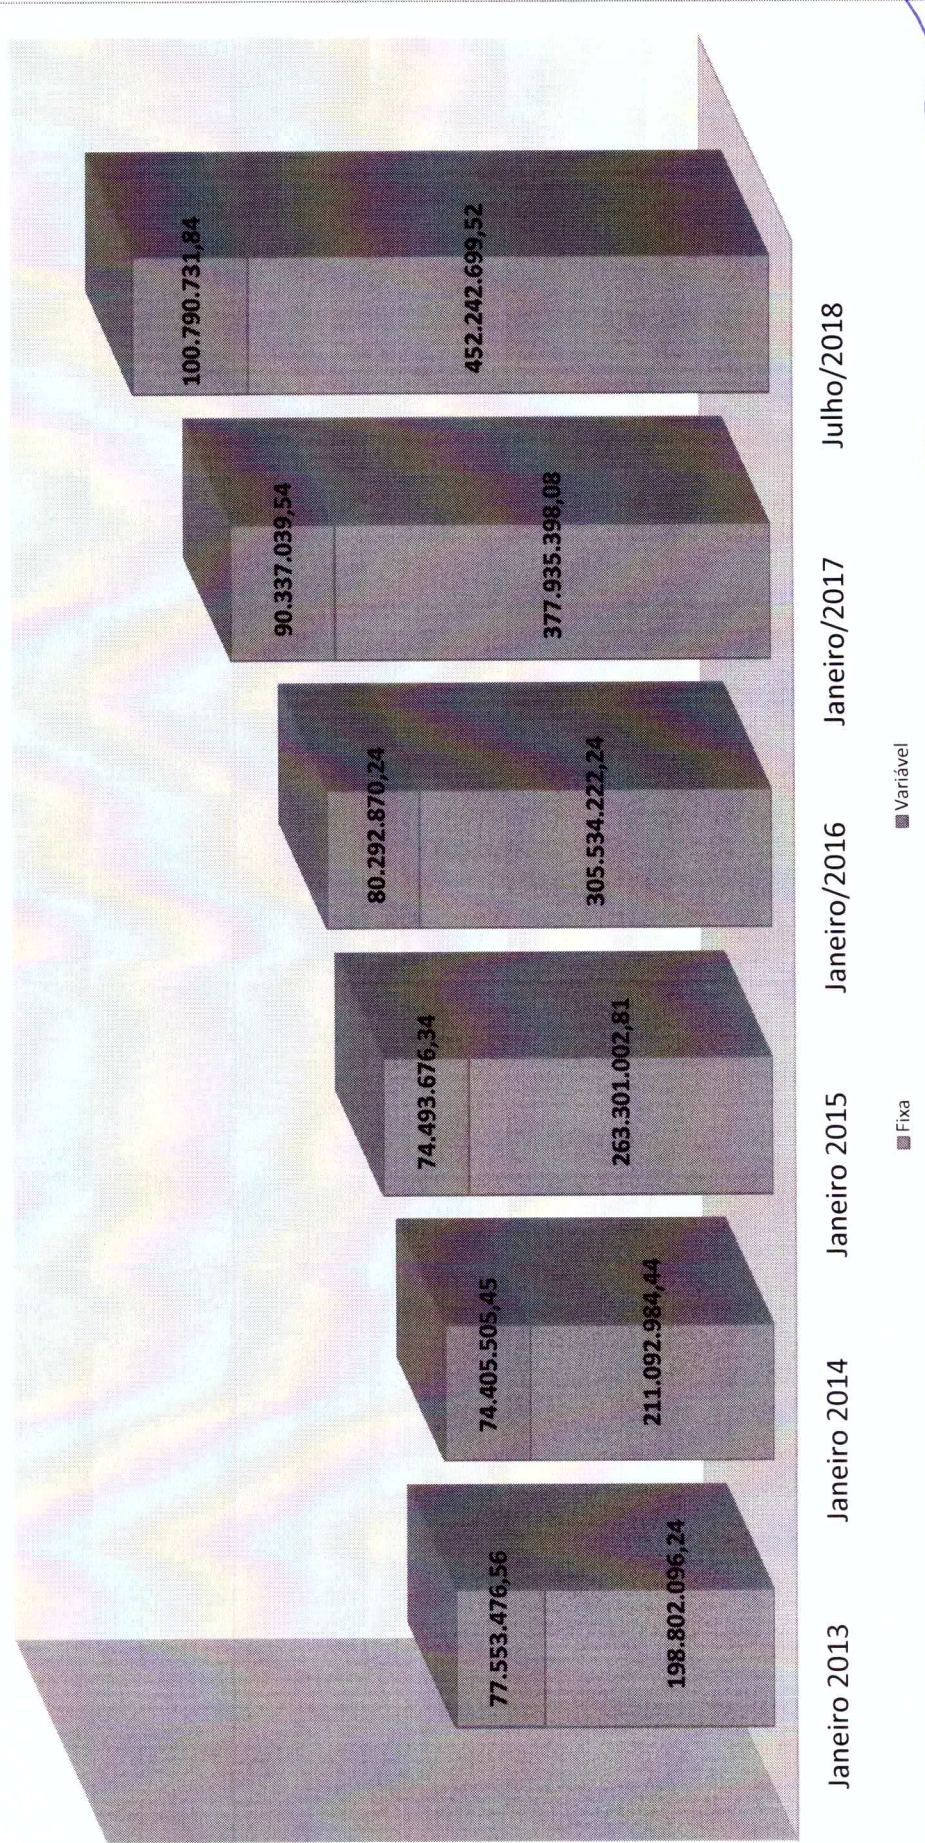 77.553.476,56
198.802.096,24
74.405.505,45
211.092.984,44
74.493.676,34
263.301.002,81
80.292.870,24
305.534.222,24
90.337.039,54
377.935.398,08
100.790.731,84
452.242.699,52
Janeiro 2013
Janeiro 2014
Janeiro 2015
Janeiro/2016
Janeiro/2017
Julho/2018
Fixa
Variável